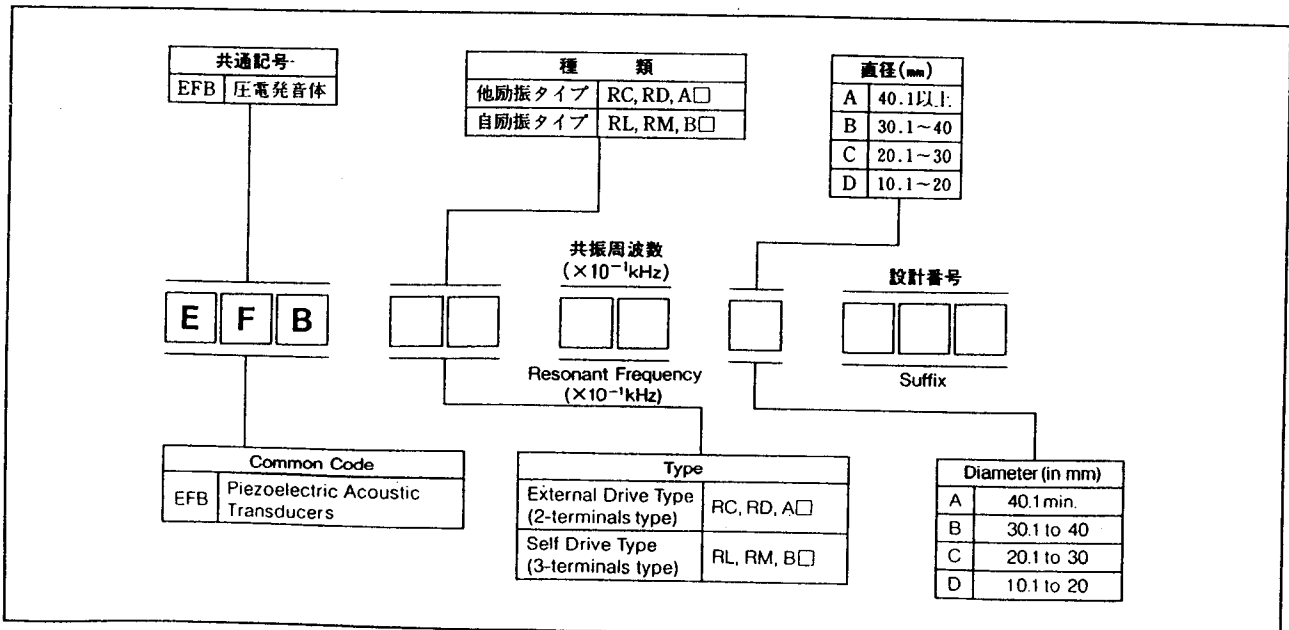 共通記号
EFB 圧電発音体
種 類
他励振タイプ RC, RD, A□
自励振タイプ RL, RM, B□
直径(mm)
A 40.1以上
B 30.1~40
C 20.1~30
D 10.1~20
共振周波数
(×10⁻¹kHz)
設計番号
E F B □□ □□ □ □□□
Resonant Frequency
(×10⁻¹kHz)
Suffix
Common Code
EFB Piezoelectric Acoustic
Transducers
Type
External Drive Type
(2-terminals type) RC, RD, A□
Self Drive Type
(3-terminals type) RL, RM, B□
Diameter (in mm)
A 40.1 min.
B 30.1 to 40
C 20.1 to 30
D 10.1 to 20